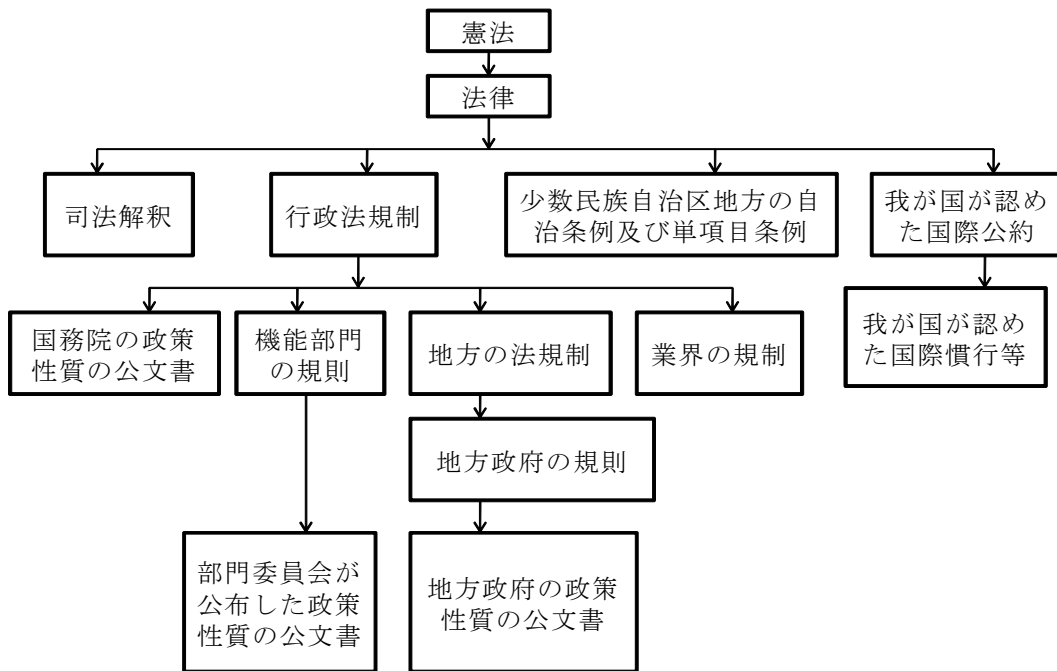 憲法
法律
司法解釈
行政法規制
少数民族自治区地方の自
治条例及び単項目条例
我が国が認め
た国際公約
国務院の政策
性質の公文書
機能部門
の規則
地方の法規制
業界の規制
我が国が認め
た国際慣行等
地方政府の規則
部門委員会が
公布した政策
性質の公文書
地方政府の政策
性質の公文書